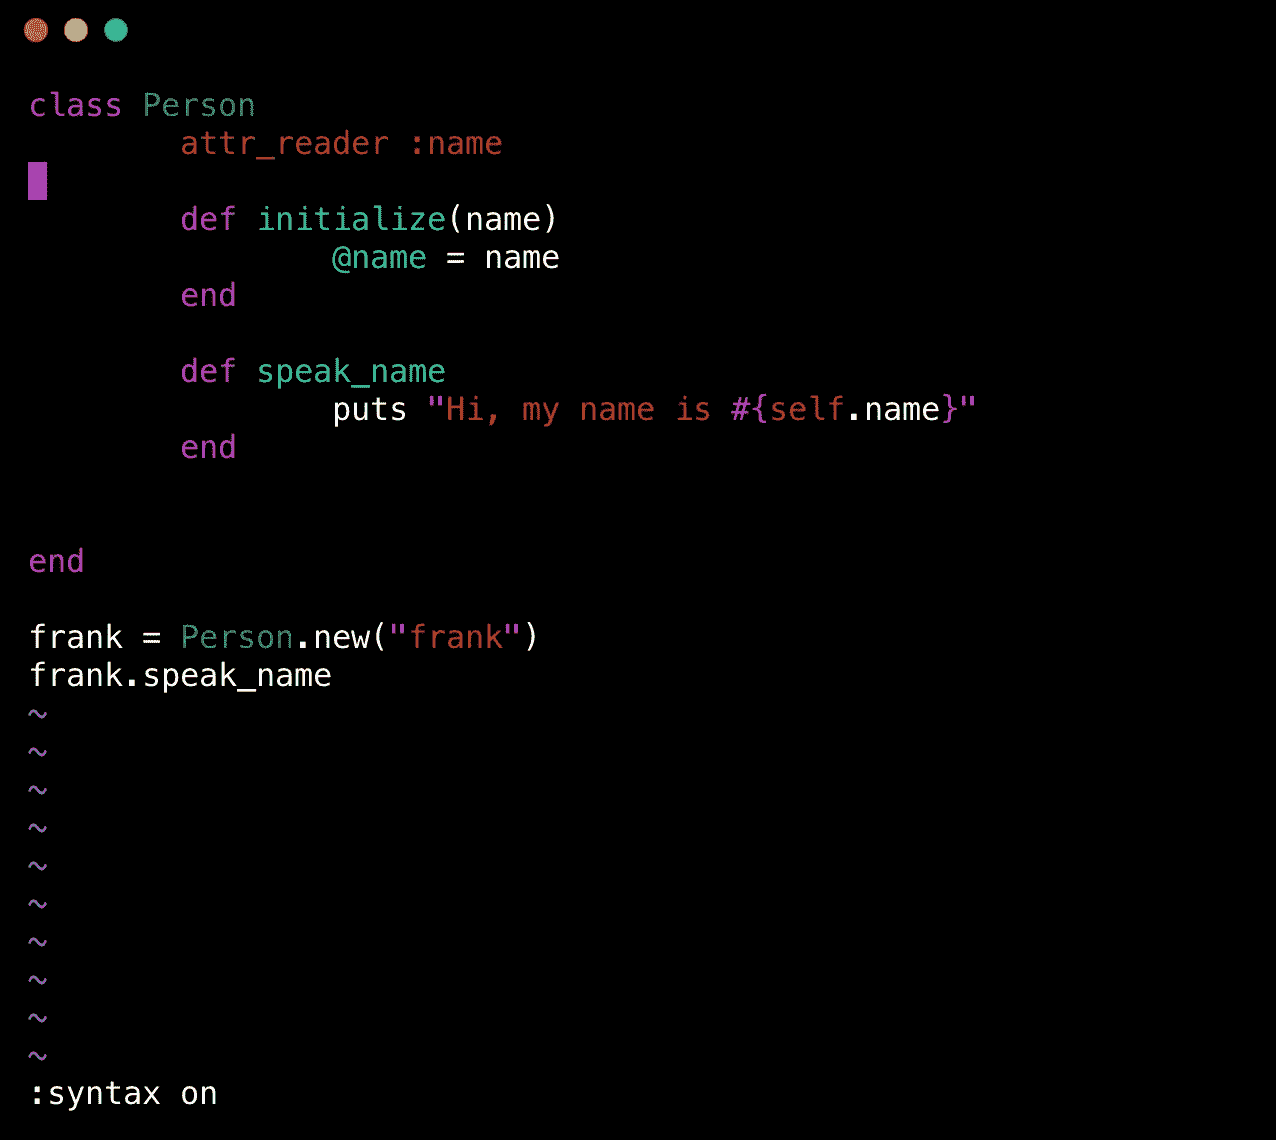 class Person
        attr_reader :name

        def initialize(name)
                @name = name
        end

        def speak_name
                puts "Hi, my name is #{self.name}"
        end


end

frank = Person.new("frank")
frank.speak_name
~
~
~
~
~
~
~
~
~
~
:syntax on